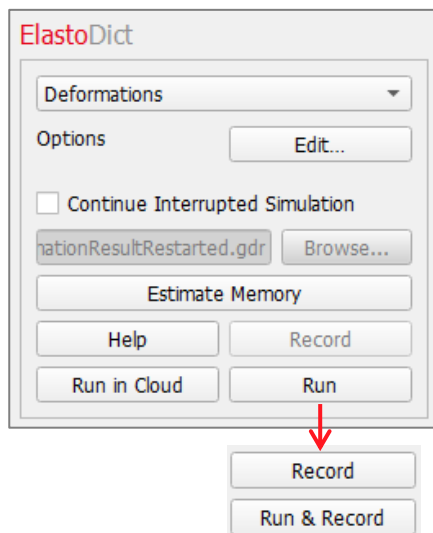 ElastoDict
Deformations
Options Edit...
Continue Interrupted Simulation
nationResultRestarted.gdr Browse...
Estimate Memory
Help Record
Run in Cloud Run
Record
Run & Record